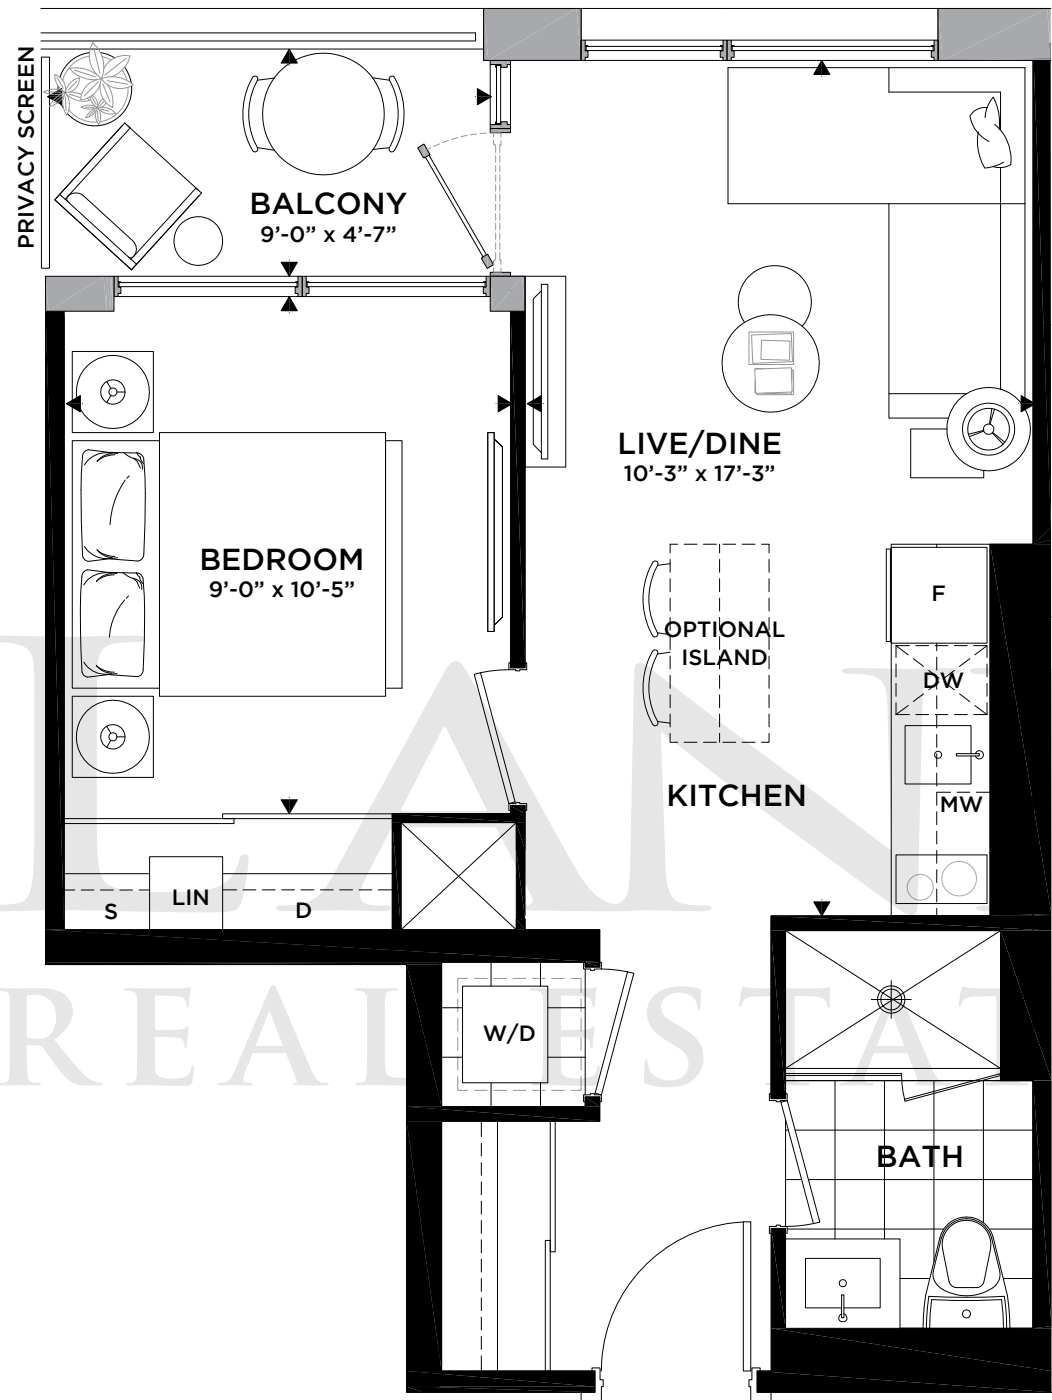 PRIVACY SCREEN
BALCONY
9'-0” x 4'-7”
LIVE/DINE
10'-3” x 17'-3”
BEDROOM
9'-0” x 10'-5”
F
OPTIONAL
ISLAND
DW
KITCHEN
MW
S
LIN
D
LAN
REAL ESTAT
W/D
BATH